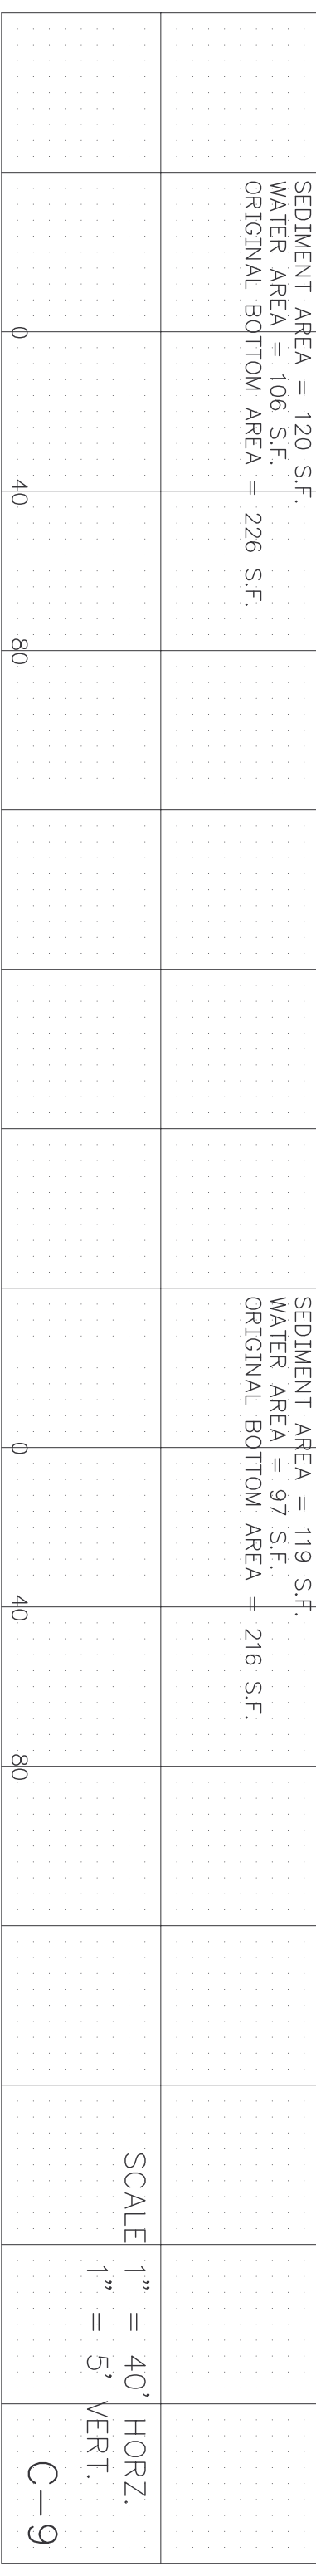 SEDIMENT AREA = 120 S.F.
WATER AREA = 106 S.F.
ORIGINAL BOTTOM AREA = 226 S.F.
0 40 80
SEDIMENT AREA = 119 S.F.
WATER AREA = 97 S.F.
ORIGINAL BOTTOM AREA = 216 S.F.
0 40 80
SCALE 1" = 40' HORZ.
1" = 5' VERT.
C-9